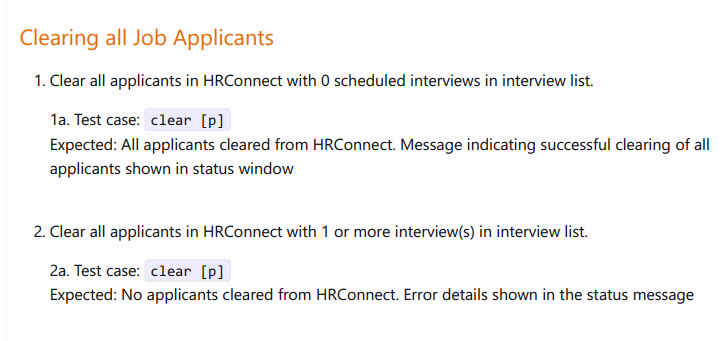 Clearing all Job Applicants
1. Clear all applicants in HRConnect with 0 scheduled interviews in interview list.
1a. Test case: clear [p]
Expected: All applicants cleared from HRConnect. Message indicating successful clearing of all
applicants shown in status window
2. Clear all applicants in HRConnect with 1 or more interview(s) in interview list.
2a. Test case: clear [p]
Expected: No applicants cleared from HRConnect. Error details shown in the status message